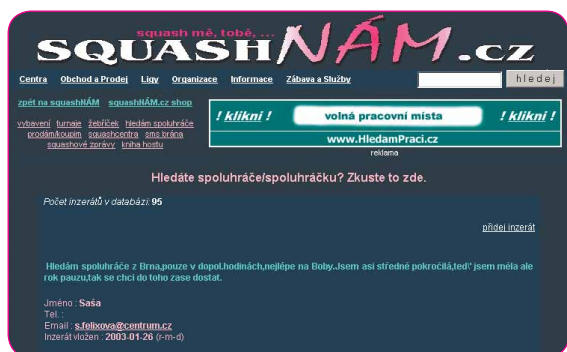 squash mě, tobě, ...
SQUASHNÁM.CZ
Centra Obchod a Prodej Ligy Organizace Informace Zábava a Služby hledej
zpět na squashNÁM squashNÁM.cz shop
vybavení turnaje žebříček hledám spoluhráče
prodám/koupím squashcentra sms brána
squashové zprávy kniha hostu
! klikni ! volná pracovní místa ! klikni !
www.HledamPraci.cz
reklama
Hledáte spoluhráče/spoluhráčku? Zkuste to zde.
Počet inzerátů v databázi: 95
přidej inzerát
Hledám spoluhráče z Brna,pouze v dopol.hodinách,nejlépe na Boby.Jsem asi středně pokročilá,teď\' jsem měla ale
rok pauzu,tak se chci do toho zase dostat.
Jméno : Saša
Tel. :
Email : s.felixova@centrum.cz
Inzerát vložen : 2003-01-26 (r-m-d)